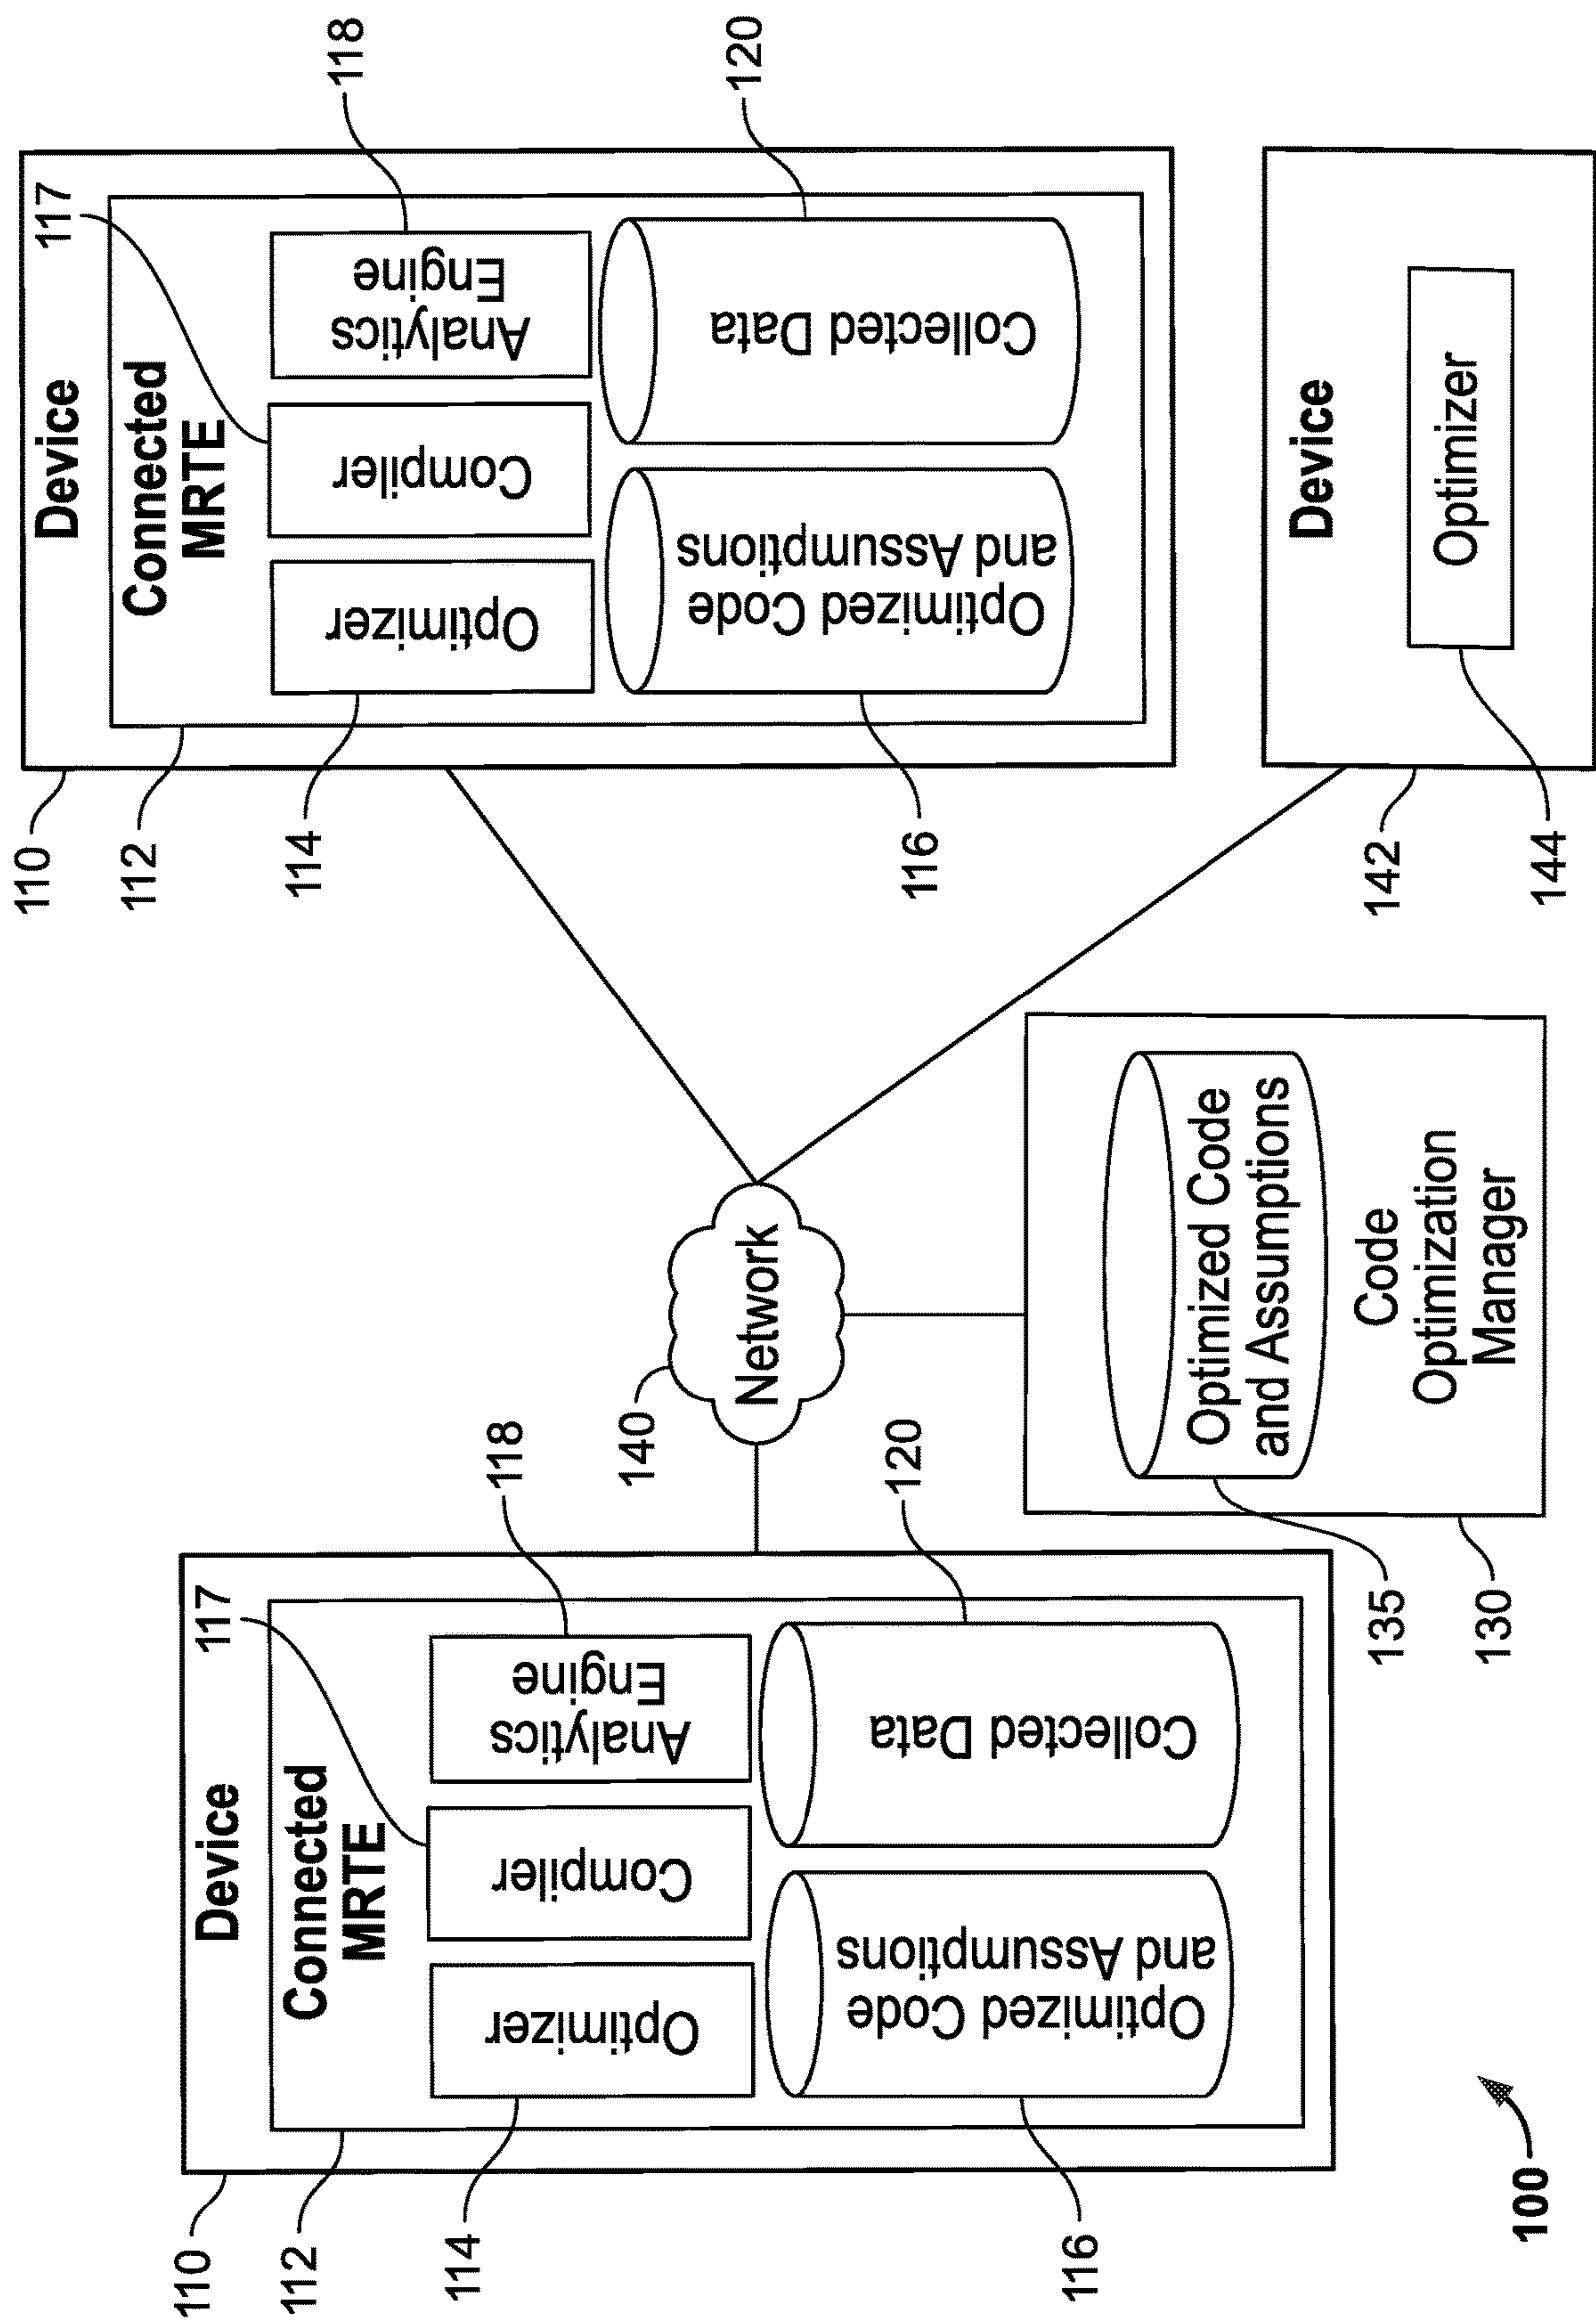 110
112
114
116
117
118
120
Device
Connected
MRTE
Optimizer
Compiler
Analytics
Engine
Optimized Code
and Assumptions
Collected Data
140
Network
135
130
Optimized Code
and Assumptions
Code
Optimization
Manager
110
112
114
116
117
118
120
Device
Connected
MRTE
Optimizer
Compiler
Analytics
Engine
Optimized Code
and Assumptions
Collected Data
142
144
Device
Optimizer
100